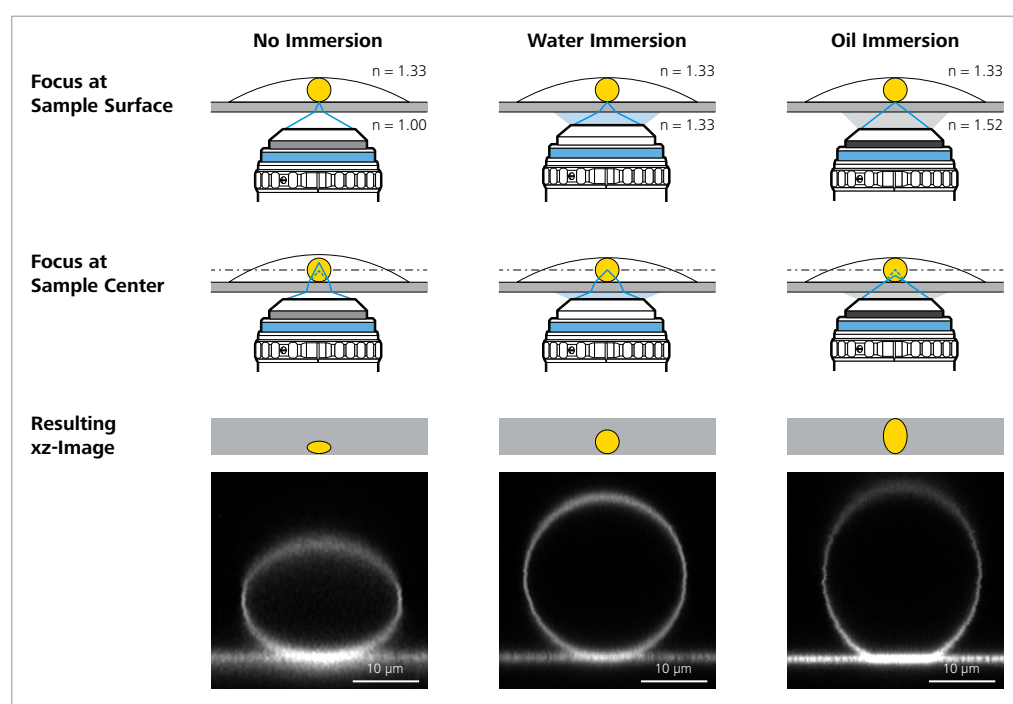 No Immersion
Water Immersion
Oil Immersion
Focus at
Sample Surface
n = 1.33
n = 1.00
n = 1.33
n = 1.33
n = 1.33
n = 1.52
Focus at
Sample Center
Resulting
xz-Image
10 µm
10 µm
10 µm